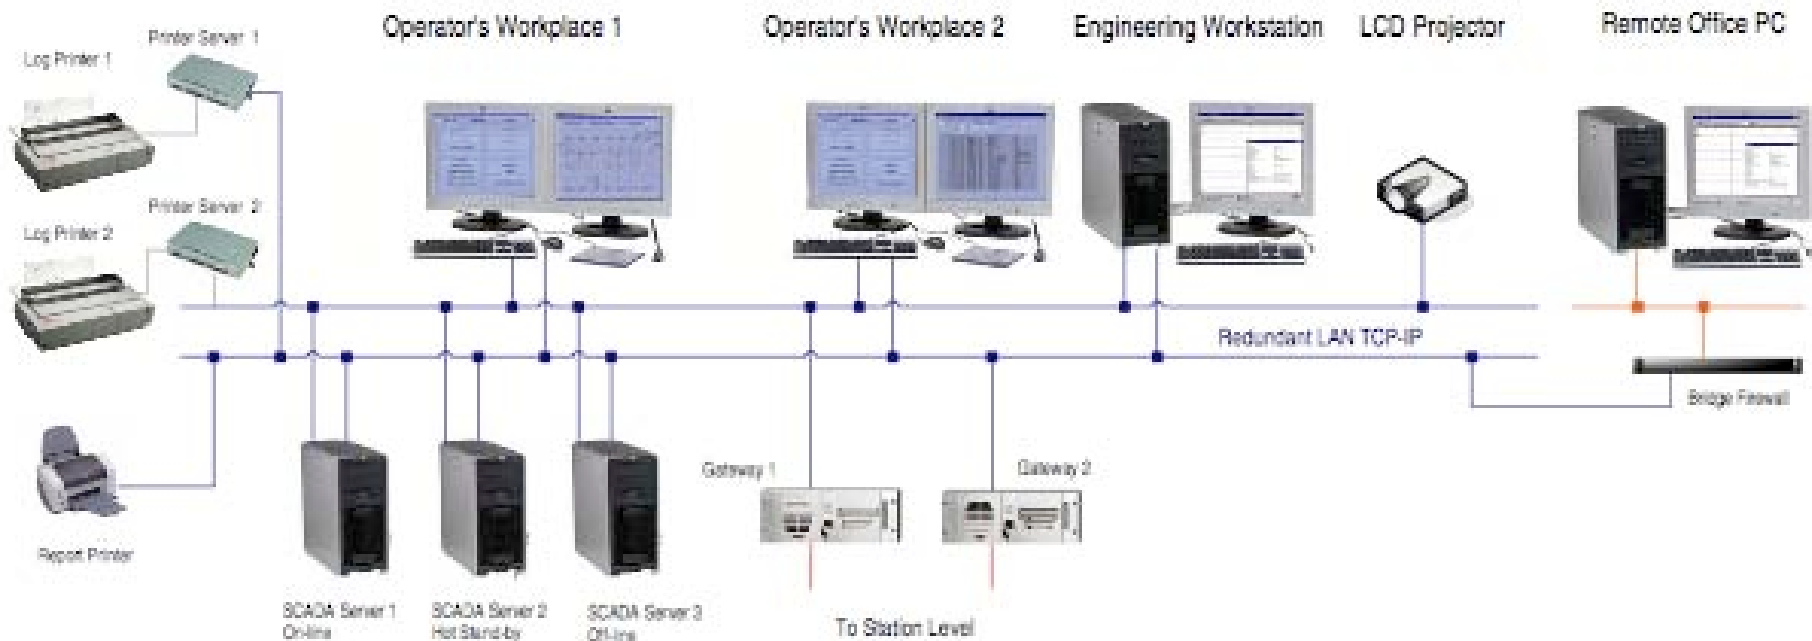 Operator's Workplace 1
Operator's Workplace 2
Engineering Workstation
LCD Projector
Remote Office PC
Printer Server 1
Log Printer 1
Printer Server 2
Log Printer 2
Redundant LAN TCP-IP
Bridge Firewall
Gateway 1
Gateway 2
Report Printer
SCADA Server 1
On-line
SCADA Server 2
Hot Stand-by
SCADA Server 3
Off-line
To Station Level